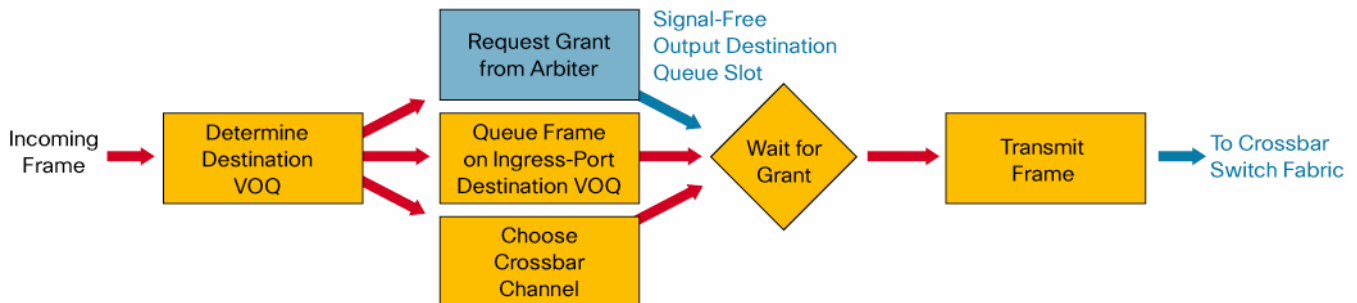 Incoming
Frame
Determine
Destination
VOQ
Request Grant
from Arbiter
Signal-Free
Output Destination
Queue Slot
Queue Frame
on Ingress-Port
Destination VOQ
Choose
Crossbar
Channel
Wait for
Grant
Transmit
Frame
To Crossbar
Switch Fabric